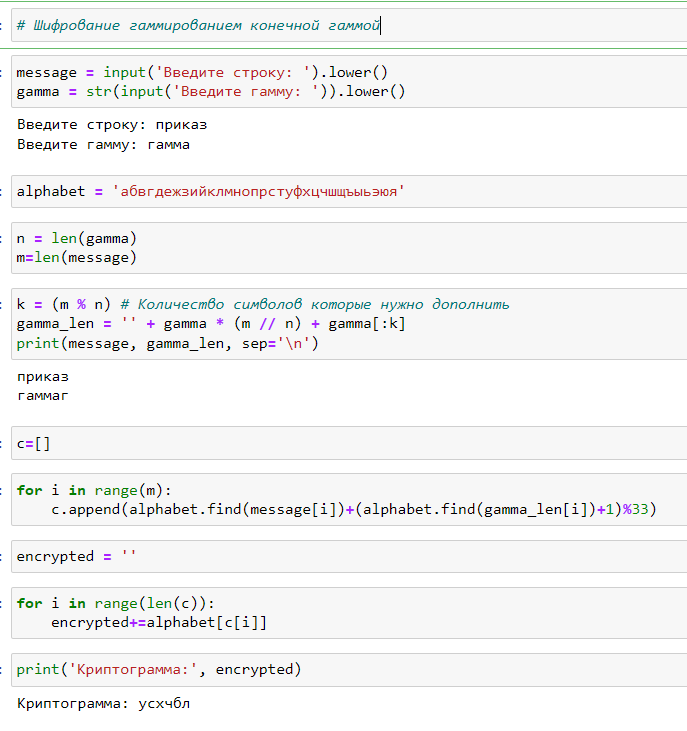 # Шифрование гаммированием конечной гаммой
message = input('Введите строку: ').lower()
gamma = str(input('Введите гамму: ')).lower()
Введите строку: приказ
Введите гамму: гамма
alphabet = 'абвгдежзийклмнопрстуфхцчшщъыьэюя'
n = len(gamma)
m=len(message)
k = (m % n) # Количество символов которые нужно дополнить
gamma_len = '' + gamma * (m // n) + gamma[:k]
print(message, gamma_len, sep='\n')
приказ
гаммаг
c=[]
for i in range(m):
    c.append(alphabet.find(message[i])+(alphabet.find(gamma_len[i])+1)%33)
encrypted = ''
for i in range(len(c)):
    encrypted+=alphabet[c[i]]
print('Криптограмма:', encrypted)
Криптограмма: усхчбл